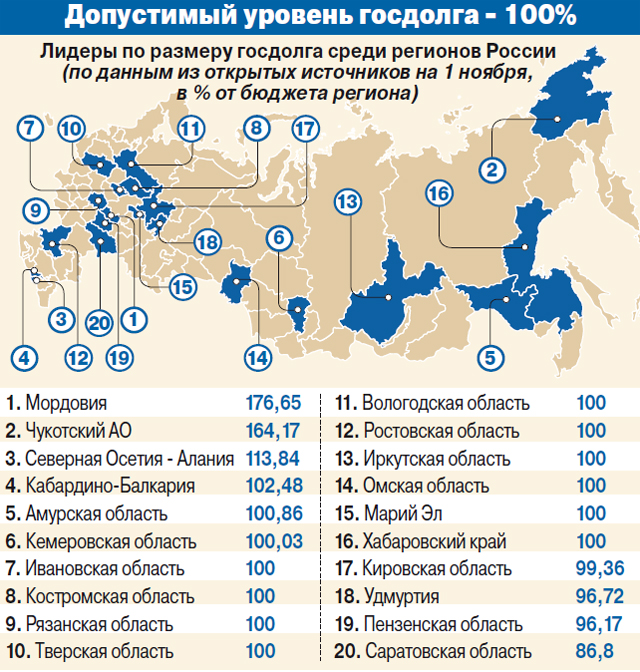 Допустимый уровень госдолга - 100%
Лидеры по размеру госдолга среди регионов России
(по данным из открытых источников на 1 ноября,
в % от бюджета региона)
7
10
11
8
17
2
16
13
9
6
18
15
3
20
1
4
12
19
14
5
1. Мордовия 176,65
2. Чукотский АО 164,17
3. Северная Осетия - Алания 113,84
4. Кабардино-Балкария 102,48
5. Амурская область 100,86
6. Кемеровская область 100,03
7. Ивановская область 100
8. Костромская область 100
9. Рязанская область 100
10. Тверская область 100
11. Вологодская область 100
12. Ростовская область 100
13. Иркутская область 100
14. Омская область 100
15. Марий Эл 100
16. Хабаровский край 100
17. Кировская область 99,36
18. Удмуртия 96,72
19. Пензенская область 96,17
20. Саратовская область 86,8